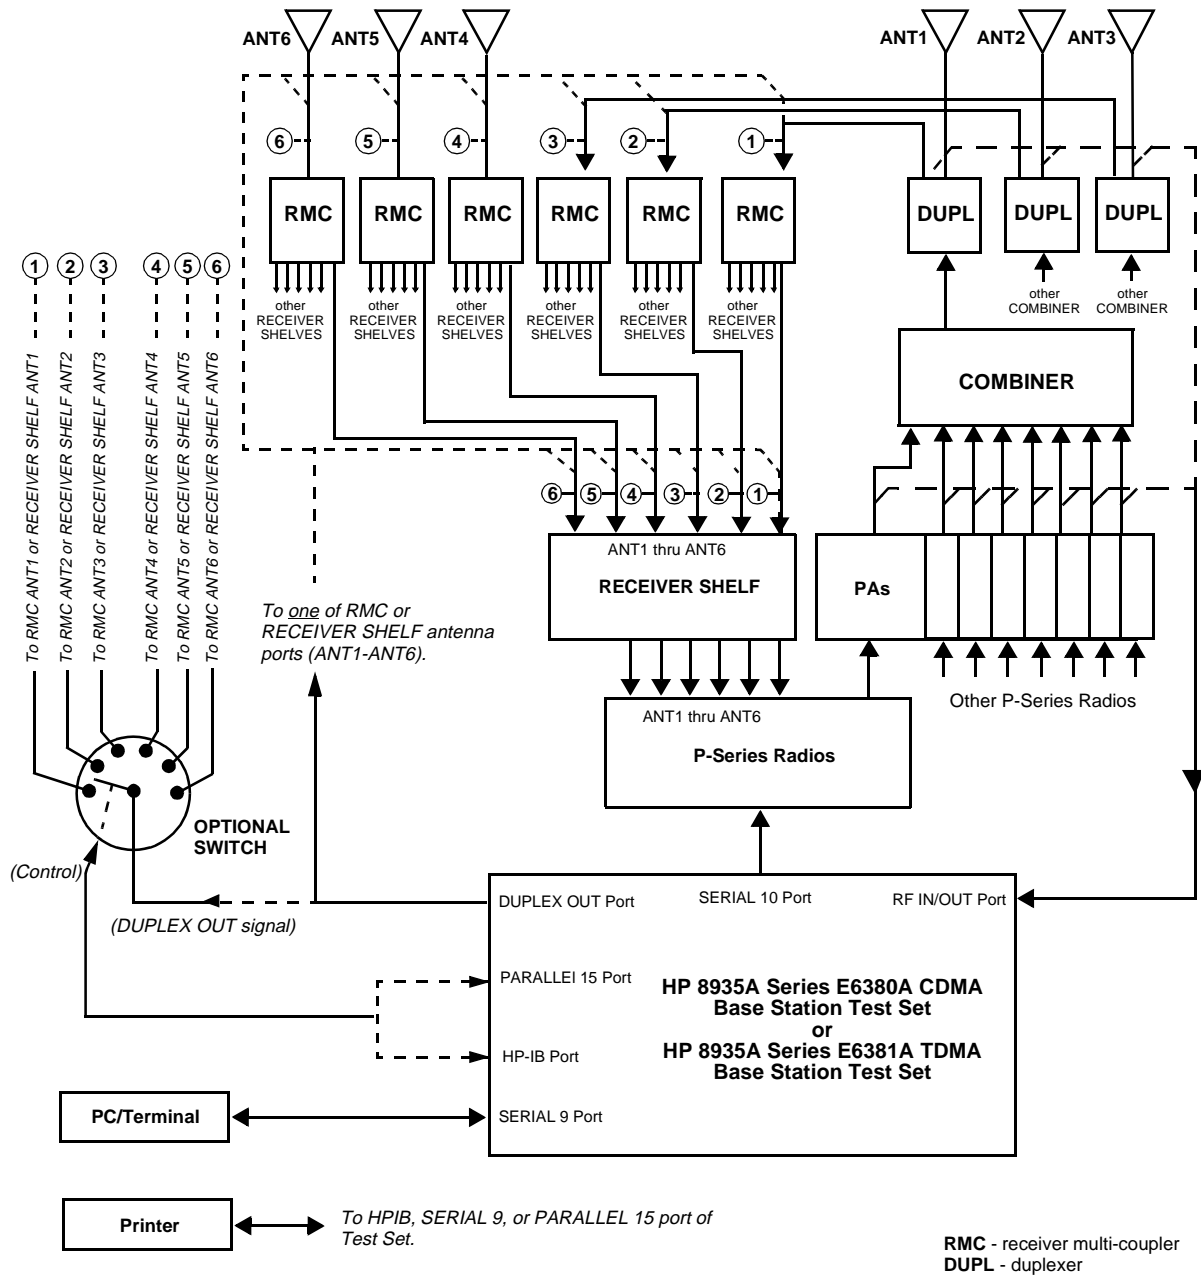 ANT6 ANT5 ANT4 ANT1 ANT2 ANT3
6 5 4 3 2 1
RMC RMC RMC RMC RMC RMC DUPL DUPL DUPL
1 2 3 4 5 6
other
RECEIVER
SHELVES
other
RECEIVER
SHELVES
other
RECEIVER
SHELVES
other
RECEIVER
SHELVES
other
RECEIVER
SHELVES
other
RECEIVER
SHELVES
other
COMBINER
other
COMBINER
COMBINER
To RMC ANT1 or RECEIVER SHELF ANT1
To RMC ANT2 or RECEIVER SHELF ANT2
To RMC ANT3 or RECEIVER SHELF ANT3
To RMC ANT4 or RECEIVER SHELF ANT4
To RMC ANT5 or RECEIVER SHELF ANT5
To RMC ANT6 or RECEIVER SHELF ANT6
6 5 4 3 2 1
ANT1 thru ANT6
RECEIVER SHELF
PAs
To one of RMC or
RECEIVER SHELF antenna
ports (ANT1-ANT6).
Other P-Series Radios
ANT1 thru ANT6
P-Series Radios
OPTIONAL
SWITCH
(Control)
(DUPLEX OUT signal)
DUPLEX OUT Port
SERIAL 10 Port
RF IN/OUT Port
PARALLEl 15 Port
HP 8935A Series E6380A CDMA
Base Station Test Set
or
HP 8935A Series E6381A TDMA
Base Station Test Set
HP-IB Port
SERIAL 9 Port
PC/Terminal
Printer
To HPIB, SERIAL 9, or PARALLEL 15 port of
Test Set.
RMC - receiver multi-coupler
DUPL - duplexer